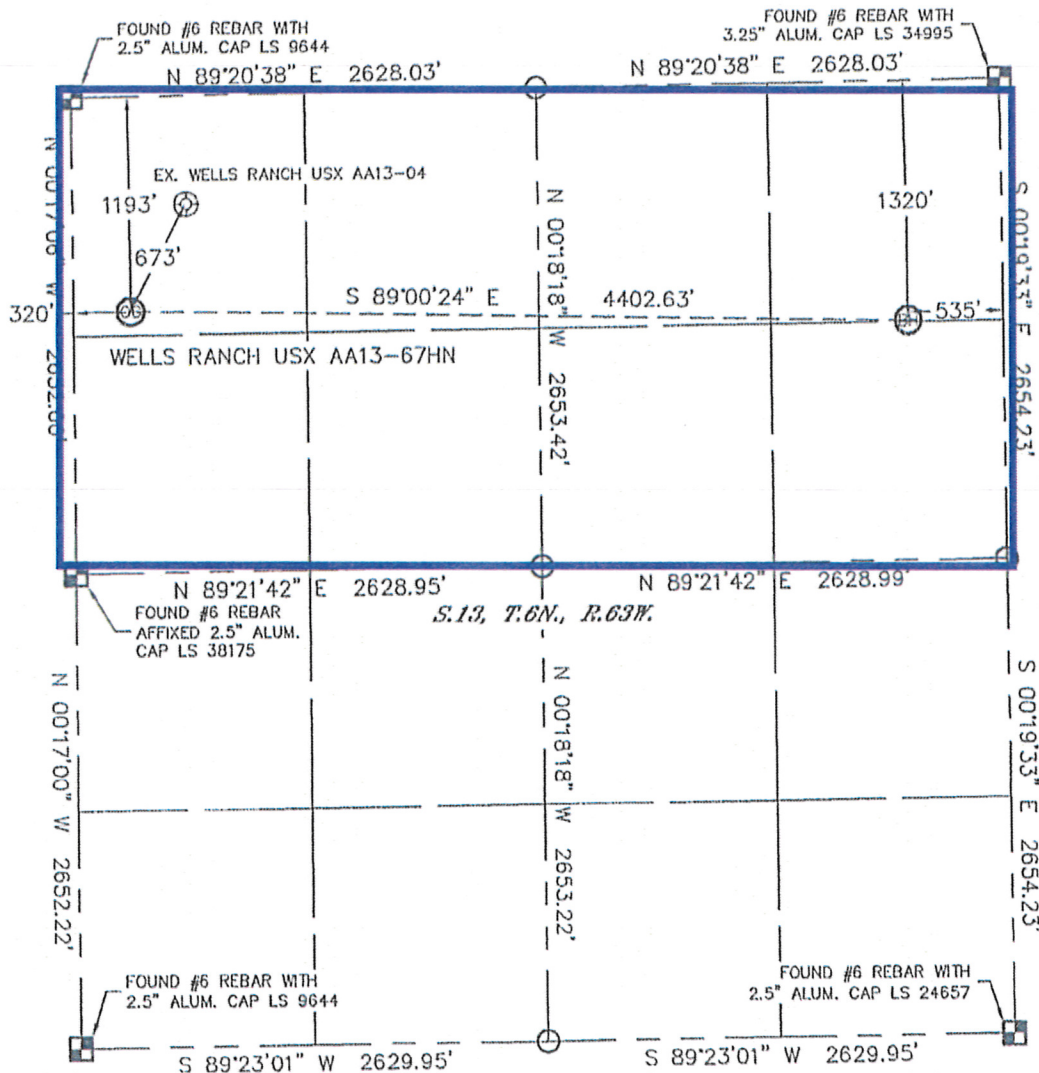 FOUND #6 REBAR WITH
2.5" ALUM. CAP LS 9644
FOUND #6 REBAR WITH
3.25" ALUM. CAP LS 34995
N 89°20'38" E 2628.03'
N 89°20'38" E 2628.03'
EX. WELLS RANCH USX AA13-04
1193'
673'
1320'
N 00°18'18" W 2653.42'
S 00°19'33" E 2654.23'
320'
S 89°00'24" E 4402.63'
535'
WELLS RANCH USX AA13-67HN
N 89°21'42" E 2628.95'
N 89°21'42" E 2628.99'
FOUND #6 REBAR
AFFIXED 2.5" ALUM.
CAP LS 38175
S.13, T.6N., R.63W.
N 00°17'00" W 2652.22'
N 00°18'18" W 2653.22'
S 00°19'33" E 2654.23'
FOUND #6 REBAR WITH
2.5" ALUM. CAP LS 9644
FOUND #6 REBAR WITH
2.5" ALUM. CAP LS 24657
S 89°23'01" W 2629.95'
S 89°23'01" W 2629.95'